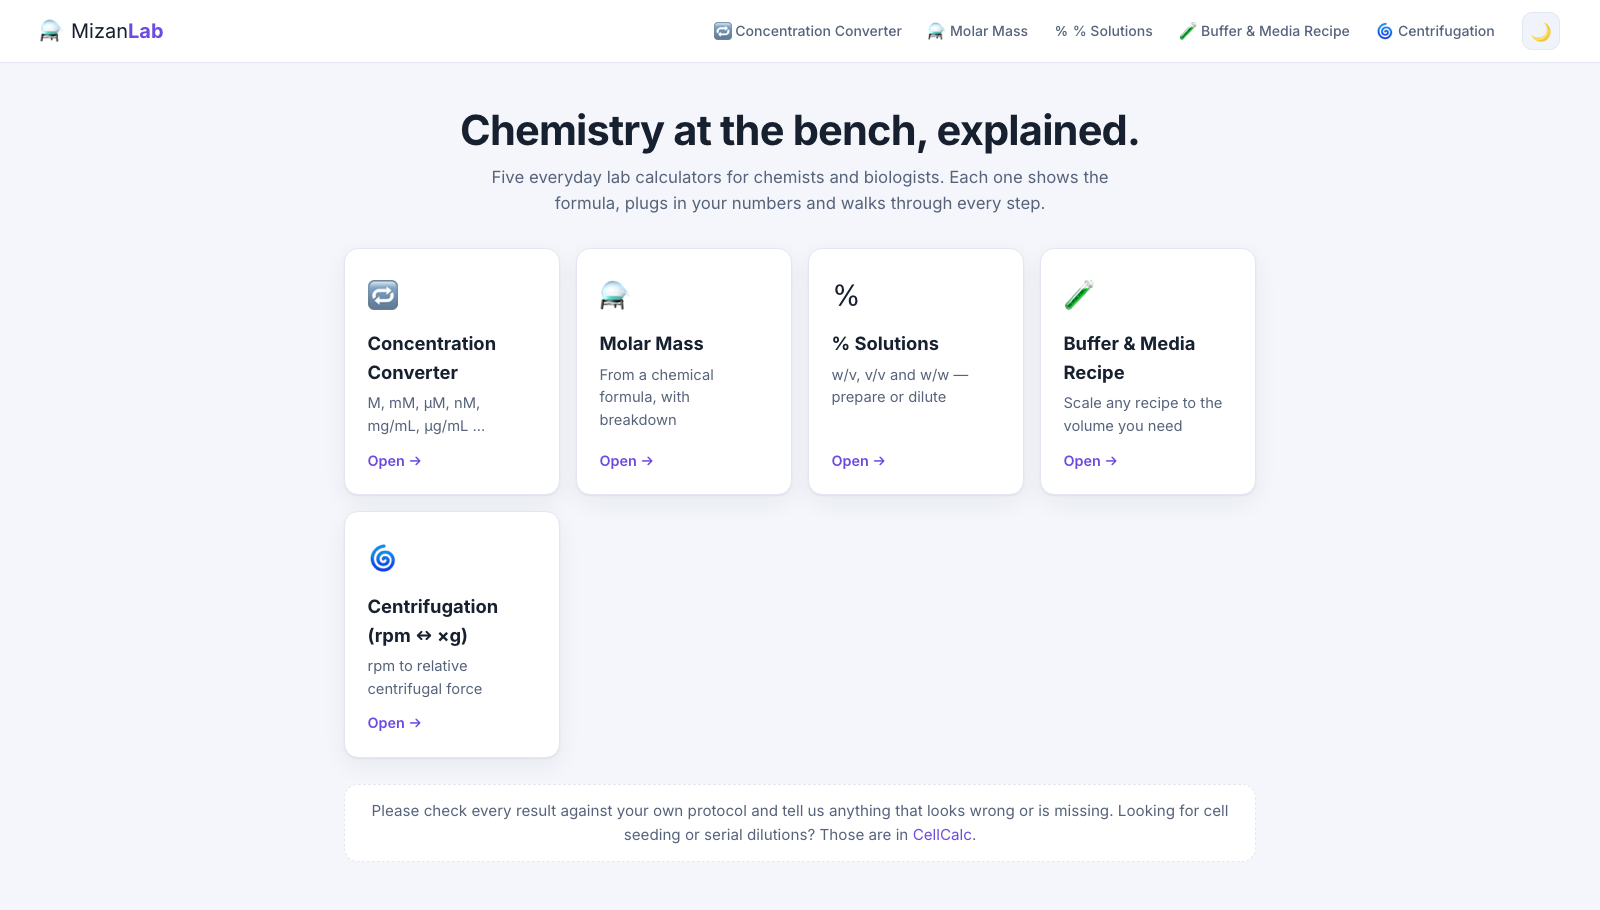 MizanLab
Concentration Converter
Molar Mass
% % Solutions
Buffer & Media Recipe
Centrifugation
Chemistry at the bench, explained.
Five everyday lab calculators for chemists and biologists. Each one shows the
formula, plugs in your numbers and walks through every step.
Concentration
Converter
M, mM, µM, nM,
mg/mL, µg/mL ...
Open →
Molar Mass
From a chemical
formula, with
breakdown
Open →
%
% Solutions
w/v, v/v and w/w —
prepare or dilute
Open →
Buffer & Media
Recipe
Scale any recipe to the
volume you need
Open →
Centrifugation
(rpm ↔ ×g)
rpm to relative
centrifugal force
Open →
Please check every result against your own protocol and tell us anything that looks wrong or is missing. Looking for cell
seeding or serial dilutions? Those are in CellCalc.